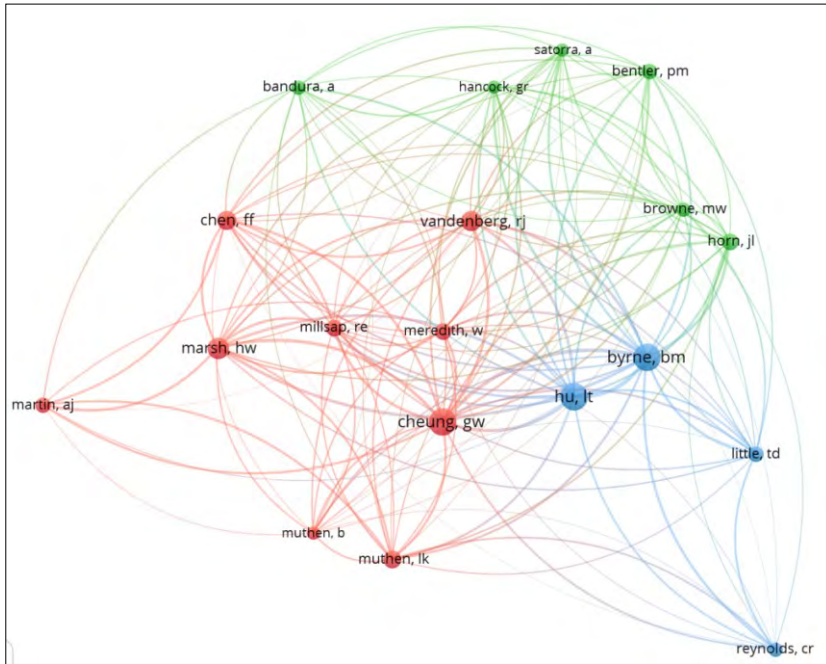 satorra, a
bentler, pm
bandura, a
hancock, gr
browne, mw
chen, ff
vandenberg, rj
horn, jl
millsap, re
meredith, w
marsh, hw
byrne, bm
hu, lt
martin, aj
cheung, gw
little, td
muthen, b
muthen, lk
reynolds, cr